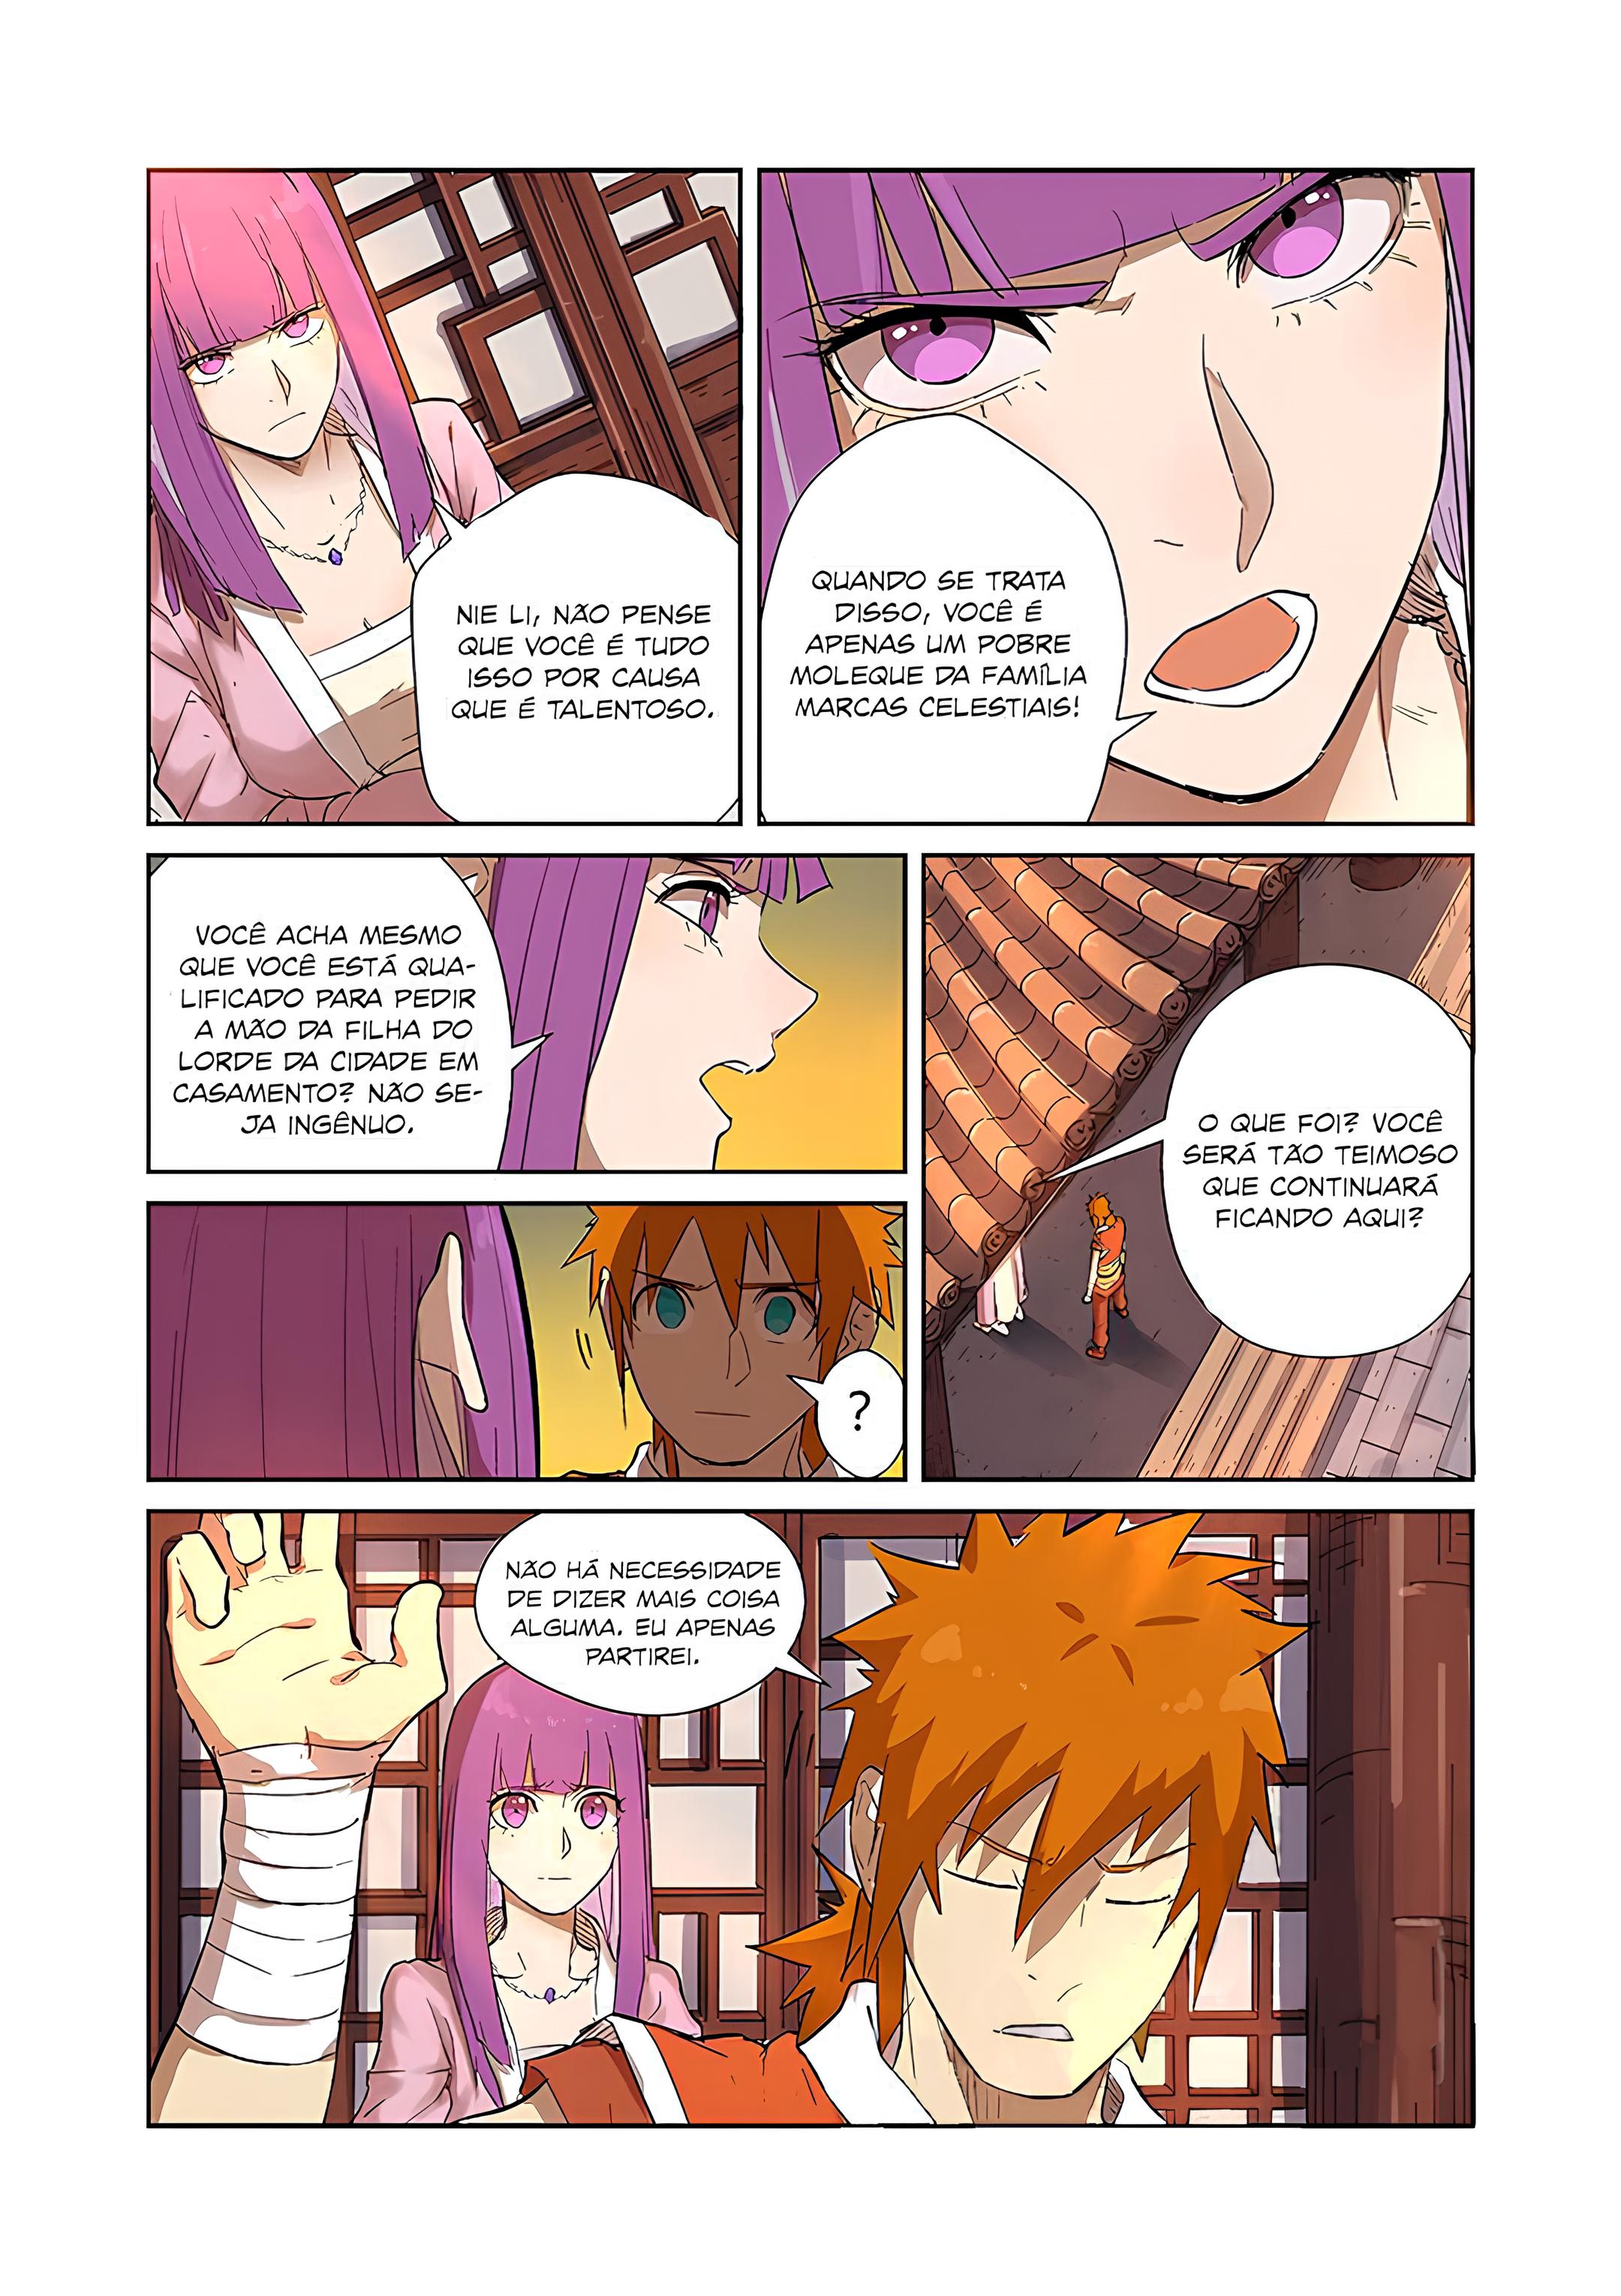 NIE LI, NÃO PENSE
QUE VOCÊ É TUDO
ISSO POR CAUSA
QUE É TALENTOSO.
QUANDO SE TRATA
DISSO, VOCÊ É
APENAS UM POBRE
MOLEQUE DA FAMÍLIA
MARCAS CELESTIAIS!
VOCÊ ACHA MESMO
QUE VOCÊ ESTÁ QUA-
LIFICADO PARA PEDIR
A MÃO DA FILHA DO
LORDE DA CIDADE EM
CASAMENTO? NÃO SE-
JA INGÊNUO.
O QUE FOI? VOCÊ
SERÁ TÃO TEIMOSO
QUE CONTINUARÁ
FICANDO AQUI?
?
NÃO HÁ NECESSIDADE
DE DIZER MAIS COISA
ALGUMA. EU APENAS
PARTIREI.